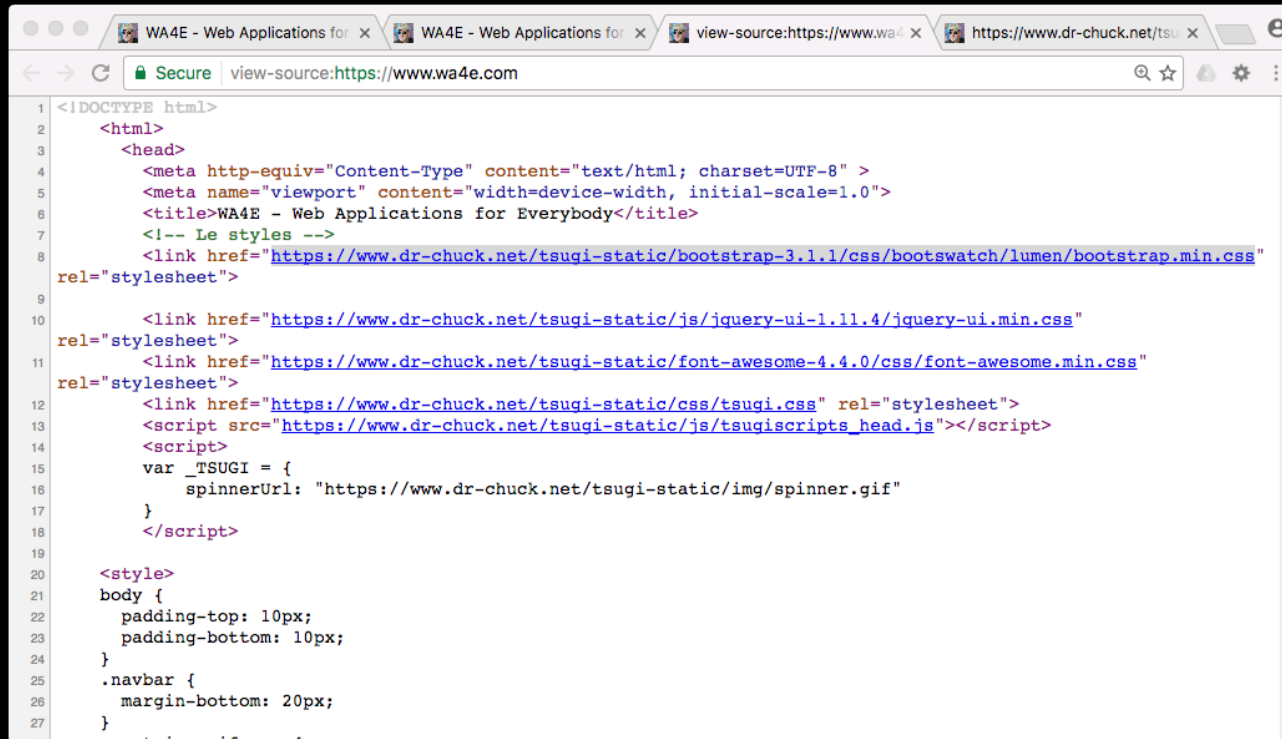 WA4E - Web Applications for
WA4E - Web Applications for
view-source:https://www.wa4
https://www.dr-chuck.net/tsu
Secure view-source:https://www.wa4e.com
1 <!DOCTYPE html>
2 <html>
3 <head>
4 <meta http-equiv="Content-Type" content="text/html; charset=UTF-8" >
5 <meta name="viewport" content="width=device-width, initial-scale=1.0">
6 <title>WA4E - Web Applications for Everybody</title>
7 <!-- Le styles -->
8 <link href="https://www.dr-chuck.net/tsugi-static/bootstrap-3.1.1/css/bootswatch/lumen/bootstrap.min.css"
rel="stylesheet">
9
10 <link href="https://www.dr-chuck.net/tsugi-static/js/jquery-ui-1.11.4/jquery-ui.min.css"
rel="stylesheet">
11 <link href="https://www.dr-chuck.net/tsugi-static/font-awesome-4.4.0/css/font-awesome.min.css"
rel="stylesheet">
12 <link href="https://www.dr-chuck.net/tsugi-static/css/tsugi.css" rel="stylesheet">
13 <script src="https://www.dr-chuck.net/tsugi-static/js/tsugiscripts_head.js"></script>
14 <script>
15 var _TSUGI = {
16 spinnerUrl: "https://www.dr-chuck.net/tsugi-static/img/spinner.gif"
17 }
18 </script>
19
20 <style>
21 body {
22 padding-top: 10px;
23 padding-bottom: 10px;
24 }
25 .navbar {
26 margin-bottom: 20px;
27 }